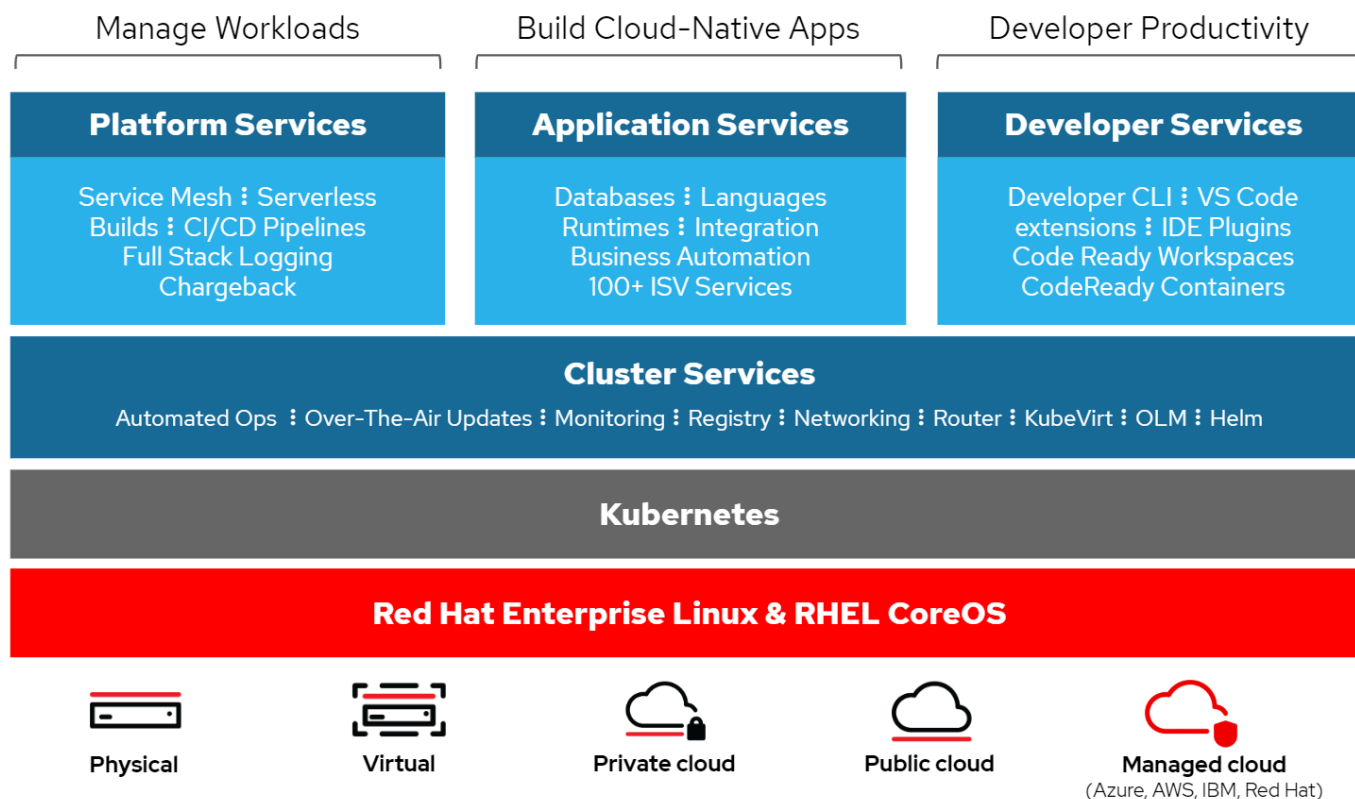 Manage Workloads
Build Cloud-Native Apps
Developer Productivity
Platform Services
Service Mesh ⋮ Serverless
Builds ⋮ CI/CD Pipelines
Full Stack Logging
Chargeback
Application Services
Databases ⋮ Languages
Runtimes ⋮ Integration
Business Automation
100+ ISV Services
Developer Services
Developer CLI ⋮ VS Code
extensions ⋮ IDE Plugins
Code Ready Workspaces
CodeReady Containers
Cluster Services
Automated Ops ⋮ Over-The-Air Updates ⋮ Monitoring ⋮ Registry ⋮ Networking ⋮ Router ⋮ KubeVirt ⋮ OLM ⋮ Helm
Kubernetes
Red Hat Enterprise Linux & RHEL CoreOS
Physical
Virtual
Private cloud
Public cloud
Managed cloud
(Azure, AWS, IBM, Red Hat)